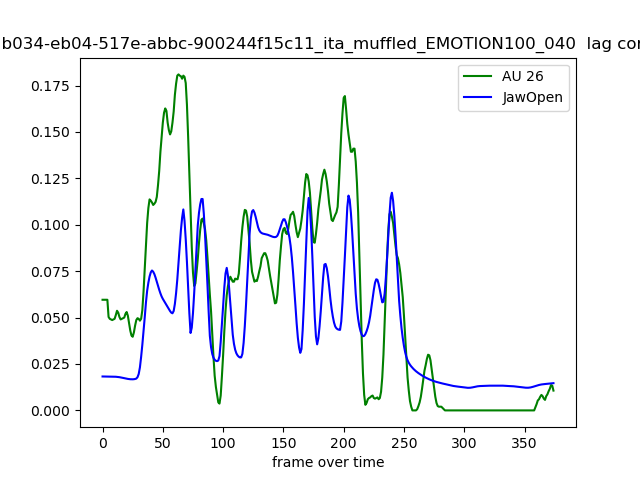 b034-eb04-517e-abbc-900244f15c11_ita_muffled_EMOTION100_040 lag cor
AU 26
JawOpen
0.175
0.150
0.125
0.100
0.075
0.050
0.025
0.000
0 50 100 150 200 250 300 350
frame over time